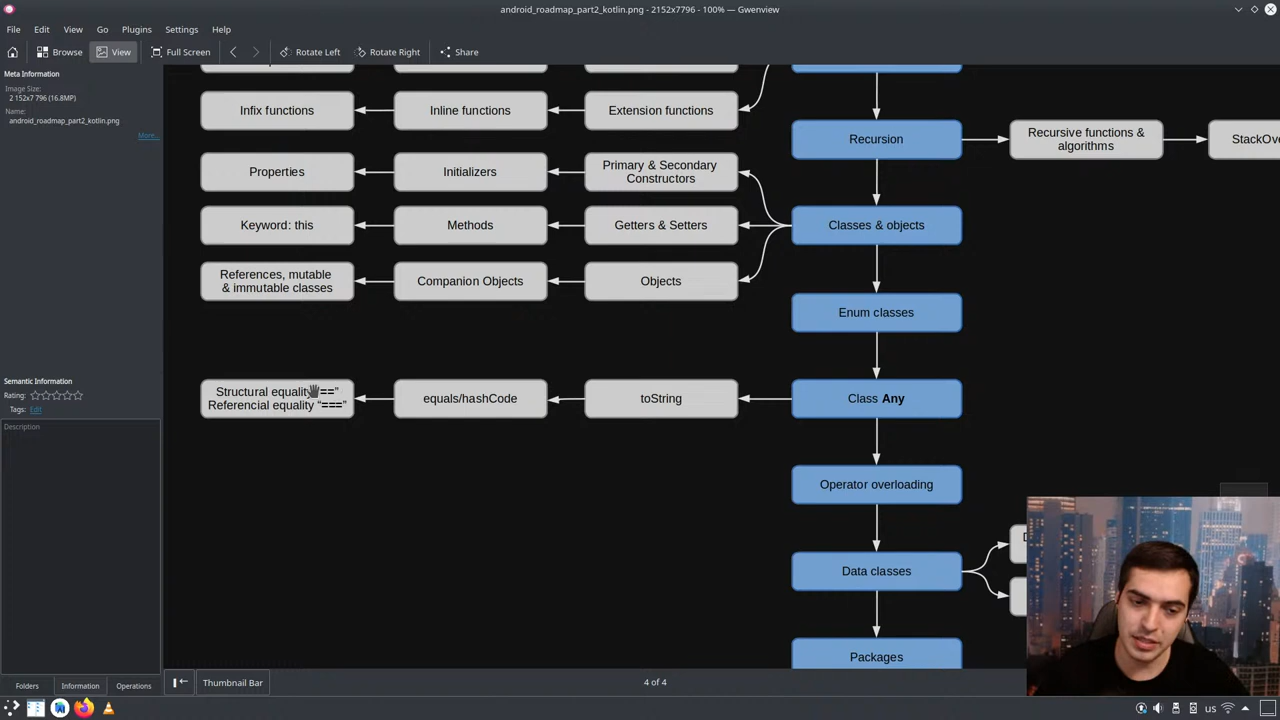 android_roadmap_part2_kotlin.png - 2152x7796 - 100% — Gwenview
File Edit View Go Plugins Settings Help
Browse View Full Screen Rotate Left Rotate Right Share
Meta Information
Image Size:
2 152x7 796 (16.8MP)
Name:
android_roadmap_part2_kotlin.png
More...
Semantic Information
Rating:
Tags: Edit
Description
Folders Information Operations
Infix functions
Inline functions
Extension functions
Recursion
Recursive functions &
algorithms
StackOve
Properties
Initializers
Primary & Secondary
Constructors
Keyword: this
Methods
Getters & Setters
Classes & objects
References, mutable
& immutable classes
Companion Objects
Objects
Enum classes
Structural equality ==”
Referencial equality “===”
equals/hashCode
toString
Class Any
Operator overloading
Data classes
Packages
Thumbnail Bar
4 of 4
us